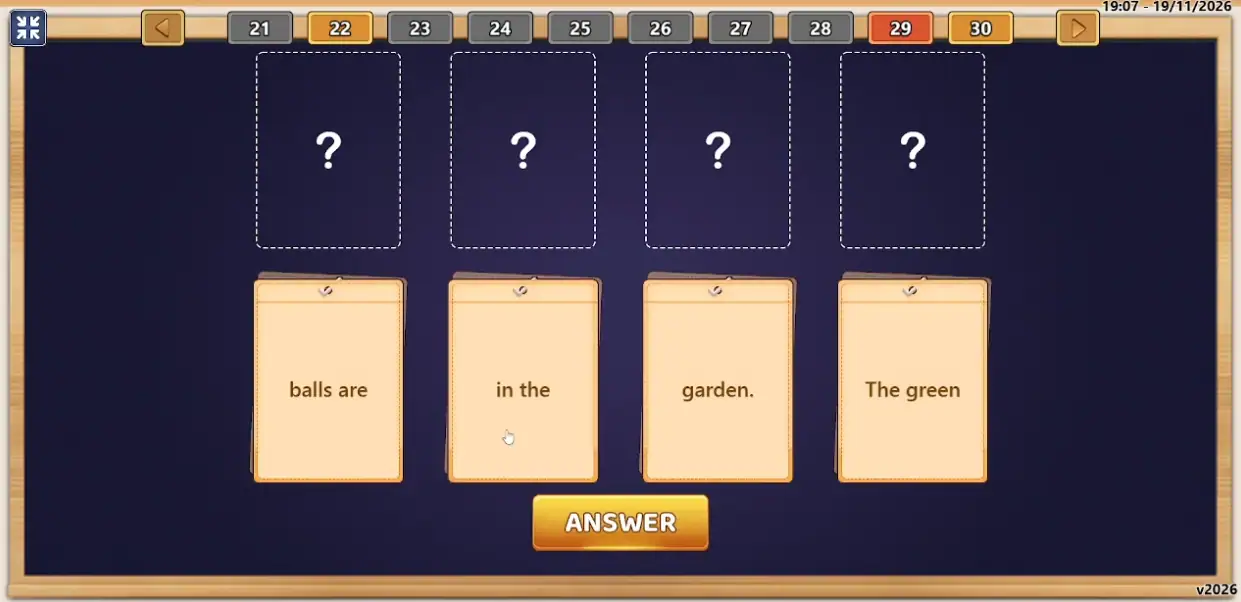 19:07 - 19/11/2026
21 22 23 24 25 26 27 28 29 30
? ? ? ?
balls are in the garden. The green
ANSWER
v2026